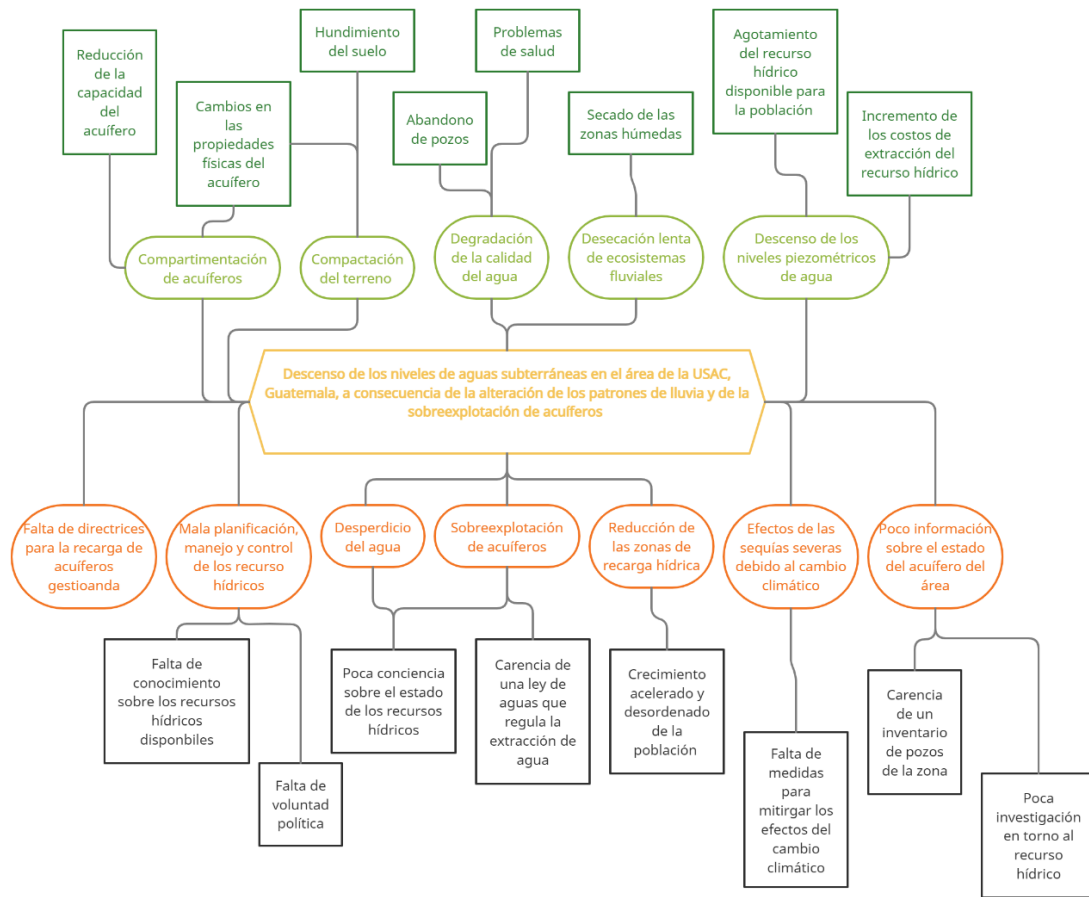 Reducción
de la
capacidad
del
acuífero
Cambios en
las
propiedades
físicas del
acuífero
Hundimiento
del suelo
Abandono
de pozos
Problemas
de salud
Secado de las
zonas húmedas
Agotamiento
del recurso
hídrico
disponible para
la población
Incremento de
los costos de
extracción del
recurso hídrico
Compartimentación
de acuíferos
Compactación
del terreno
Degradación
de la calidad
del agua
Desecación lenta
de ecosistemas
fluviales
Descenso de los
niveles piezométricos
de agua
Descenso de los niveles de aguas subterráneas en el área de la USAC,
Guatemala, a consecuencia de la alteración de los patrones de lluvia y de la
sobreexplotación de acuíferos
Falta de directrices
para la recarga de
acuíferos
gestioanda
Mala planificación,
manejo y control
de los recurso
hídricos
Desperdicio
del agua
Sobreexplotación
de acuíferos
Reducción de
las zonas de
recarga hídrica
Efectos de las
sequías severas
debido al cambio
climático
Poco información
sobre el estado
del acuífero del
área
Falta de
conocimiento
sobre los recursos
hídricos
disponbiles
Falta de
voluntad
política
Poca conciencia
sobre el estado
de los recursos
hídricos
Carencia de
una ley de
aguas que
regula la
extracción de
agua
Crecimiento
acelerado y
desordenado
de la
población
Falta de
medidas
para
mitirgar los
efectos del
cambio
climático
Carencia
de un
inventario
de pozos
de la zona
Poca
investigación
en torno al
recurso
hídrico